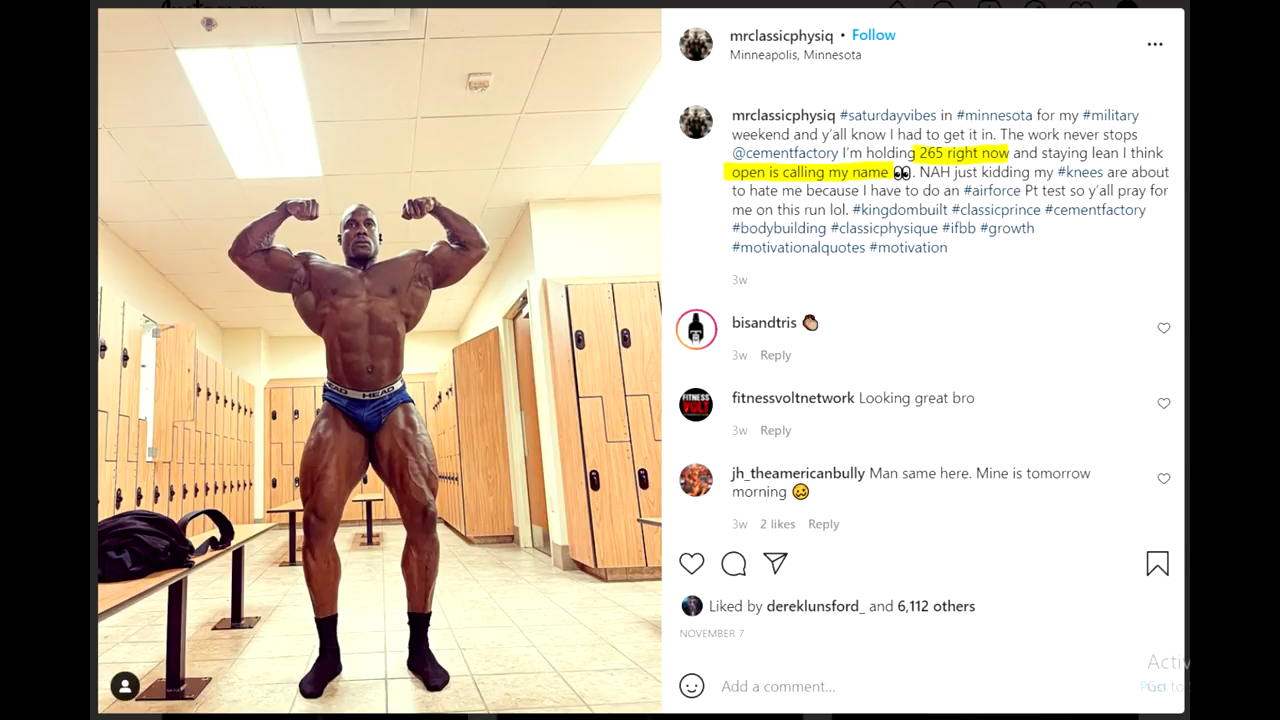 mrclassicphysiq • Follow
Minneapolis, Minnesota
mrclassicphysiq #saturdayvibes in #minnesota for my #military
weekend and y'all know I had to get it in. The work never stops
@cementfactory I'm holding 265 right now and staying lean I think
open is calling my name 👀. NAH just kidding my #knees are about
to hate me because I have to do an #airforce Pt test so y'all pray for
me on this run lol. #kingdombuilt #classicprince #cementfactory
#bodybuilding #classicphysique #ifbb #growth
#motivationalquotes #motivation
3w
bisandtris 👏🏽
3w Reply
fitnessvoltnetwork Looking great bro
3w Reply
jh_theamericanbully Man same here. Mine is tomorrow
morning 🥴
3w 2 likes Reply
Liked by dereklunsford_ and 6,112 others
NOVEMBER 7
Add a comment...
HEAD HEAD
FITNESS
VOLT